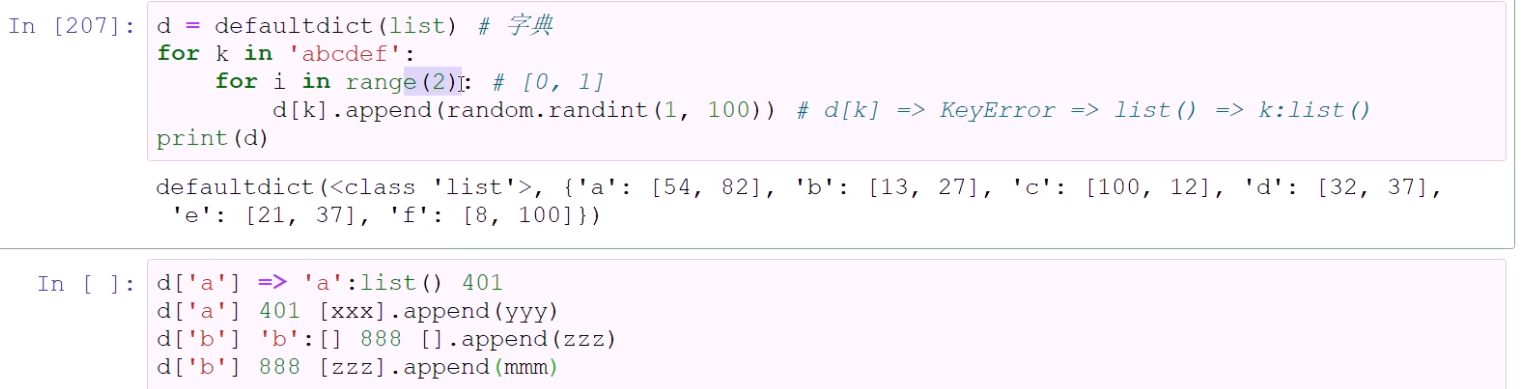 In [207]: d = defaultdict(list) # 字典
for k in 'abcdef':
    for i in range(2): # [0, 1]
        d[k].append(random.randint(1, 100)) # d[k] => KeyError => list() => k:list()
print(d)
defaultdict(<class 'list'>, {'a': [54, 82], 'b': [13, 27], 'c': [100, 12], 'd': [32, 37],
 'e': [21, 37], 'f': [8, 100]})
In [ ]: d['a'] => 'a':list() 401
d['a'] 401 [xxx].append(yyy)
d['b'] 'b':[] 888 [].append(zzz)
d['b'] 888 [zzz].append(mmm)